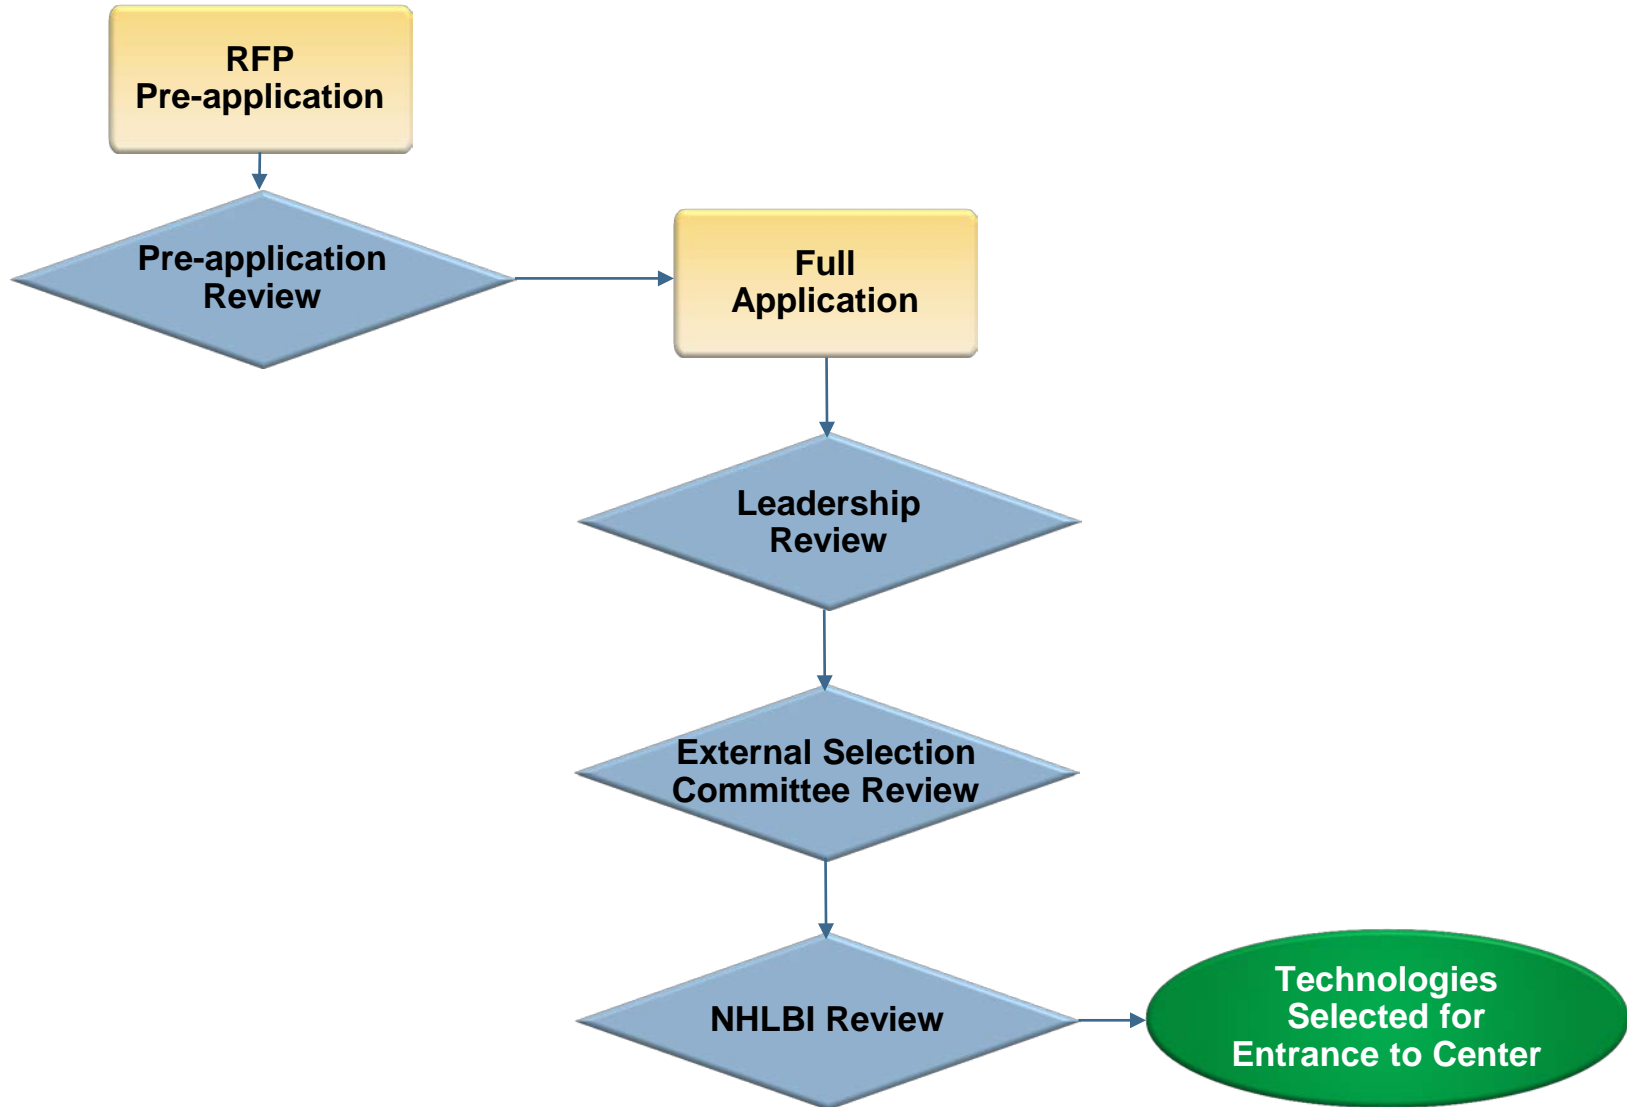 RFP
Pre-application
Pre-application
Review
Full
Application
Leadership
Review
External Selection
Committee Review
NHLBI Review
Technologies
Selected for
Entrance to Center